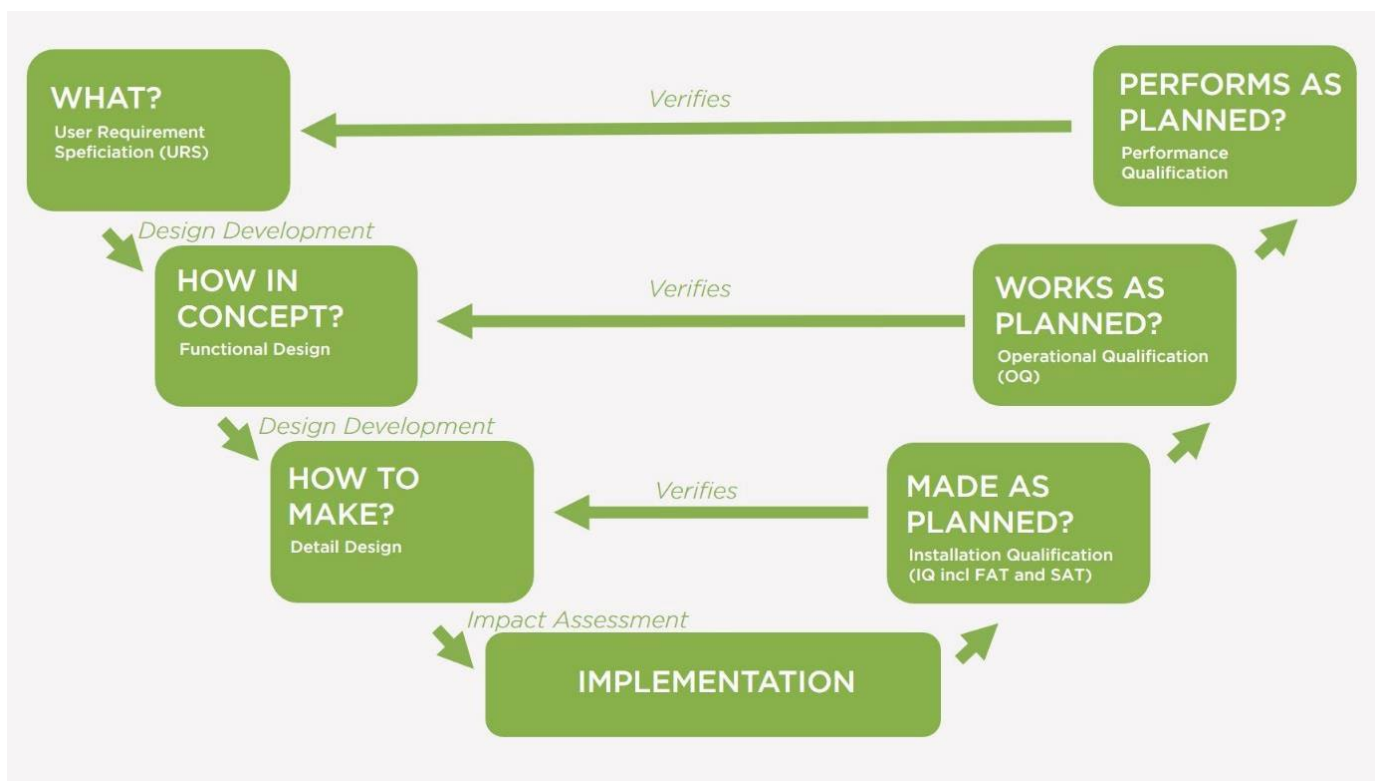 WHAT?
User Requirement
Speficiation (URS)
Verifies
PERFORMS AS
PLANNED?
Performance
Qualification
Design Development
HOW IN
CONCEPT?
Functional Design
Verifies
WORKS AS
PLANNED?
Operational Qualification
(OQ)
Design Development
HOW TO
MAKE?
Detail Design
Verifies
MADE AS
PLANNED?
Installation Qualification
(IQ incl FAT and SAT)
Impact Assessment
IMPLEMENTATION